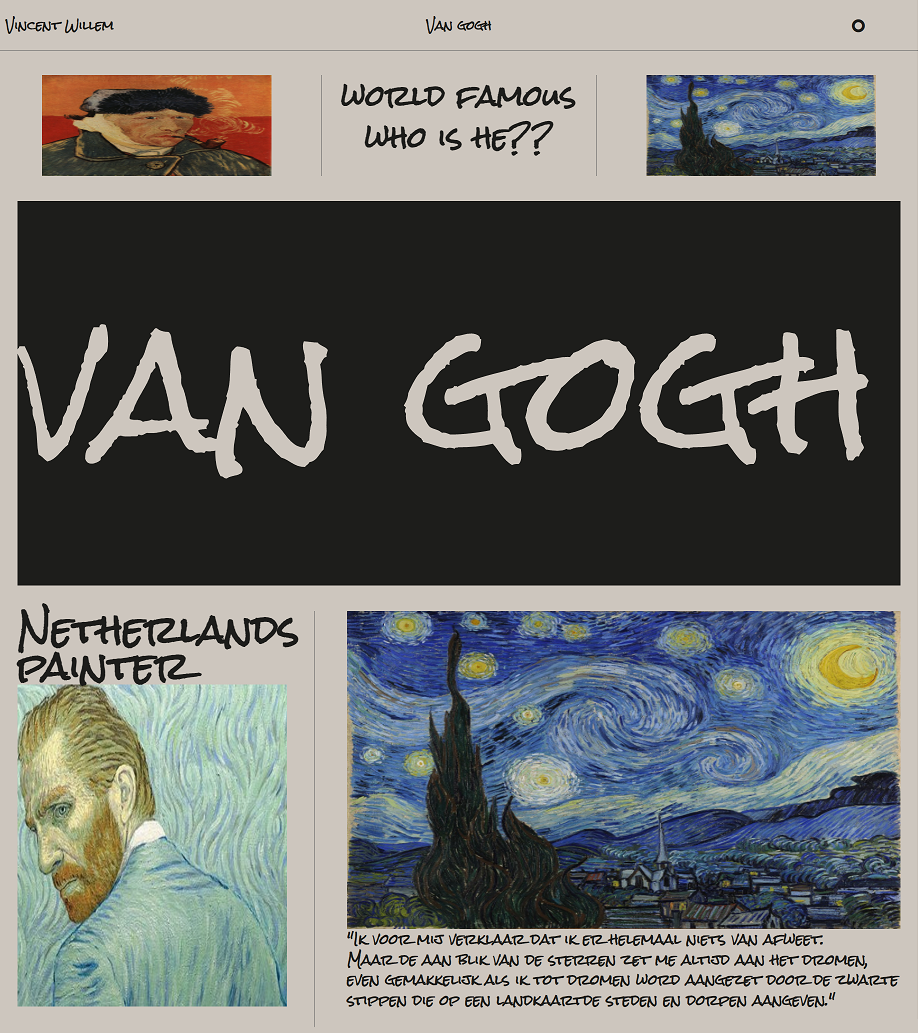 Vincent Willem
Van Gogh
World famous
who is he??
VAN GOGH
Netherlands
painter
"Ik voor mij verklaar dat ik er helemaal niets van afweet.
Maar de aan blik van de sterren zet me altijd aan het dromen,
even gemakkelijk als ik tot dromen word aangezet door de zwarte
stippen die op een landkaartde steden en dorpen aangeven."